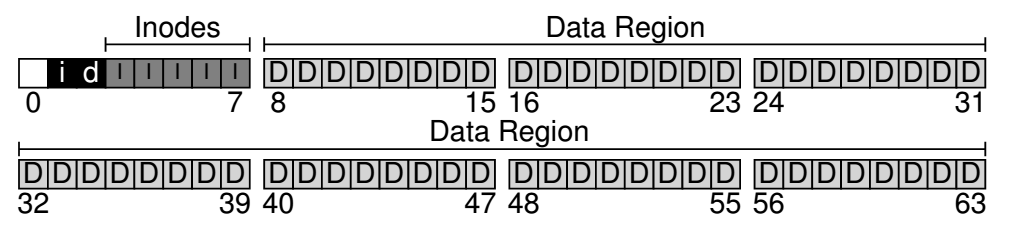 Inodes Data Region
i d I I I I I D D D D D D D D D D D D D D D D D D D D D D D D
0 7 8 15 16 23 24 31
Data Region
D D D D D D D D D D D D D D D D D D D D D D D D D D D D D D D D
32 39 40 47 48 55 56 63